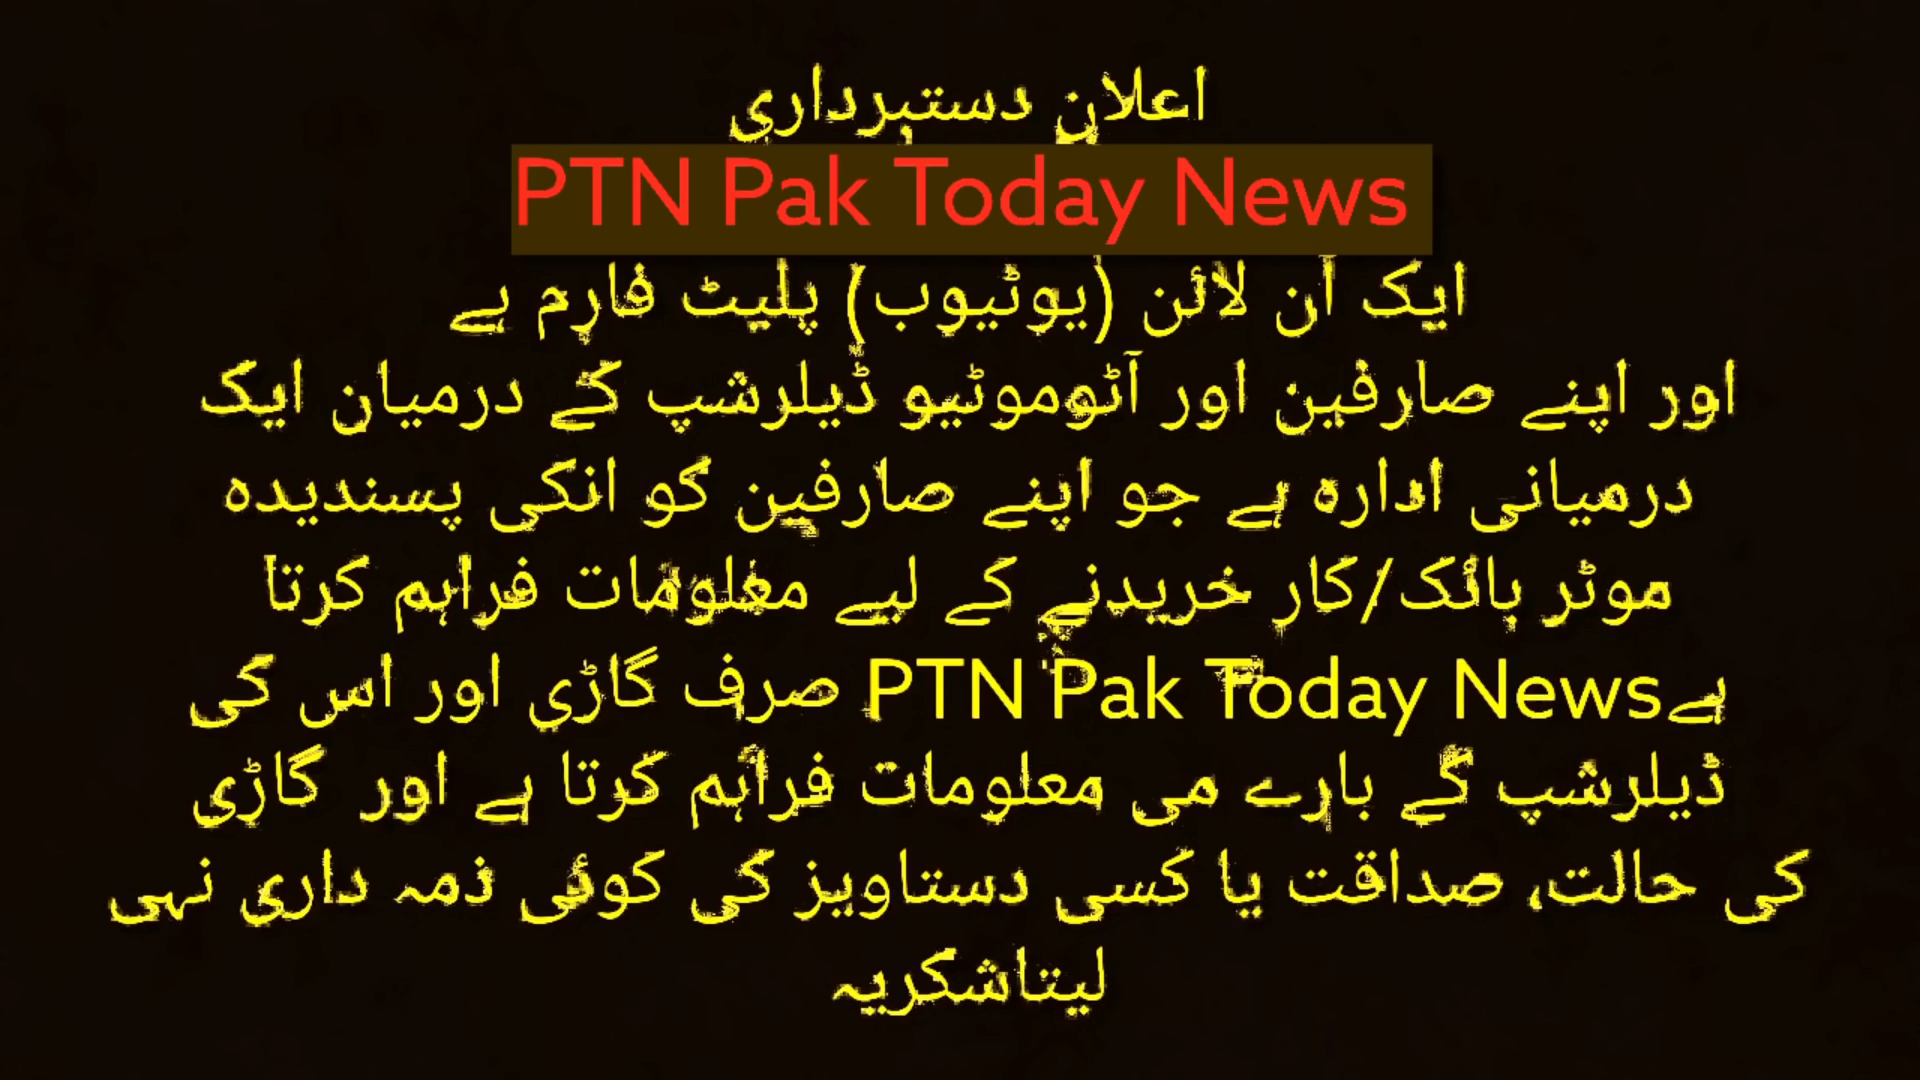 اعلان دستبرداری
PTN Pak Today News
ایک آن لائن (یوٹیوب) پلیٹ فارم ہے
اور اپنے صارفین اور آٹوموٹیو ڈیلرشپ کے درمیان ایک
درمیانی ادارہ ہے جو اپنے صارفین کو انکی پسندیدہ
موٹر بائک/کار خریدنے کے لیے معلومات فراہم کرتا
ہےPTN Pak Today News صرف گاڑی اور اس کی
ڈیلرشپ کے بارے می معلومات فراہم کرتا ہے اور گاڑی
کی حالت، صداقت یا کسی دستاویز کی کوئی ذمہ داری نہی
لیتاشکریہ